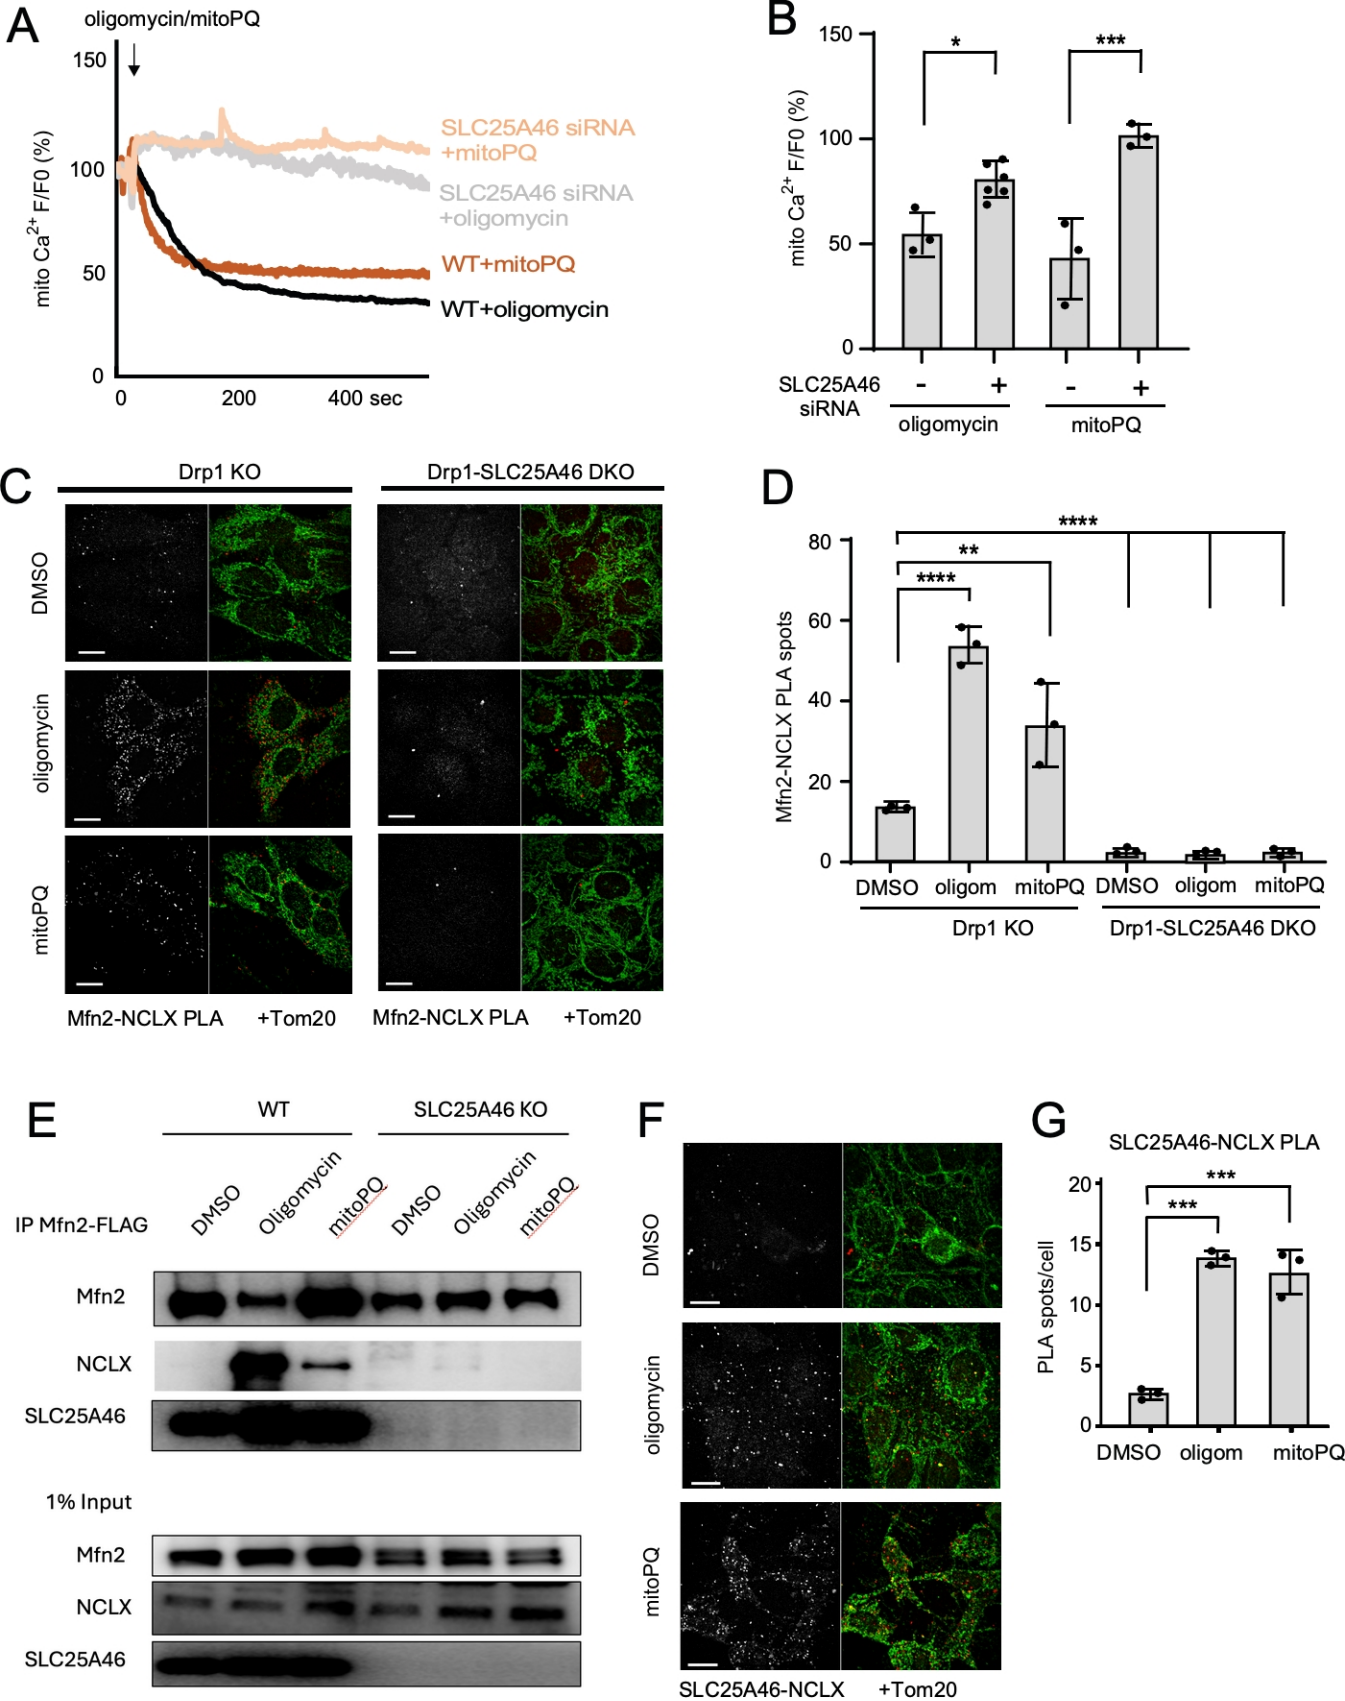 A
oligomycin/mitoPQ
150
100
50
0
mito Ca2+ F/F0 (%)
0 200 400 sec
SLC25A46 siRNA
+mitoPQ
SLC25A46 siRNA
+oligomycin
WT+mitoPQ
WT+oligomycin
B
150
100
50
0
mito Ca2+ F/F0 (%)
* ***
SLC25A46
siRNA
- + - +
oligomycin mitoPQ
C
Drp1 KO Drp1-SLC25A46 DKO
DMSO
oligomycin
mitoPQ
Mfn2-NCLX PLA +Tom20 Mfn2-NCLX PLA +Tom20
D
80
60
40
20
0
Mfn2-NCLX PLA spots
****
**
****
DMSO oligom mitoPQ DMSO oligom mitoPQ
Drp1 KO Drp1-SLC25A46 DKO
E
WT SLC25A46 KO
IP Mfn2-FLAG
DMSO Oligomycin mitoPQ DMSO Oligomycin mitoPQ
Mfn2
NCLX
SLC25A46
1% Input
Mfn2
NCLX
SLC25A46
F
DMSO
oligomycin
mitoPQ
SLC25A46-NCLX +Tom20
G
SLC25A46-NCLX PLA
20
15
10
5
0
PLA spots/cell
***
***
DMSO oligom mitoPQ